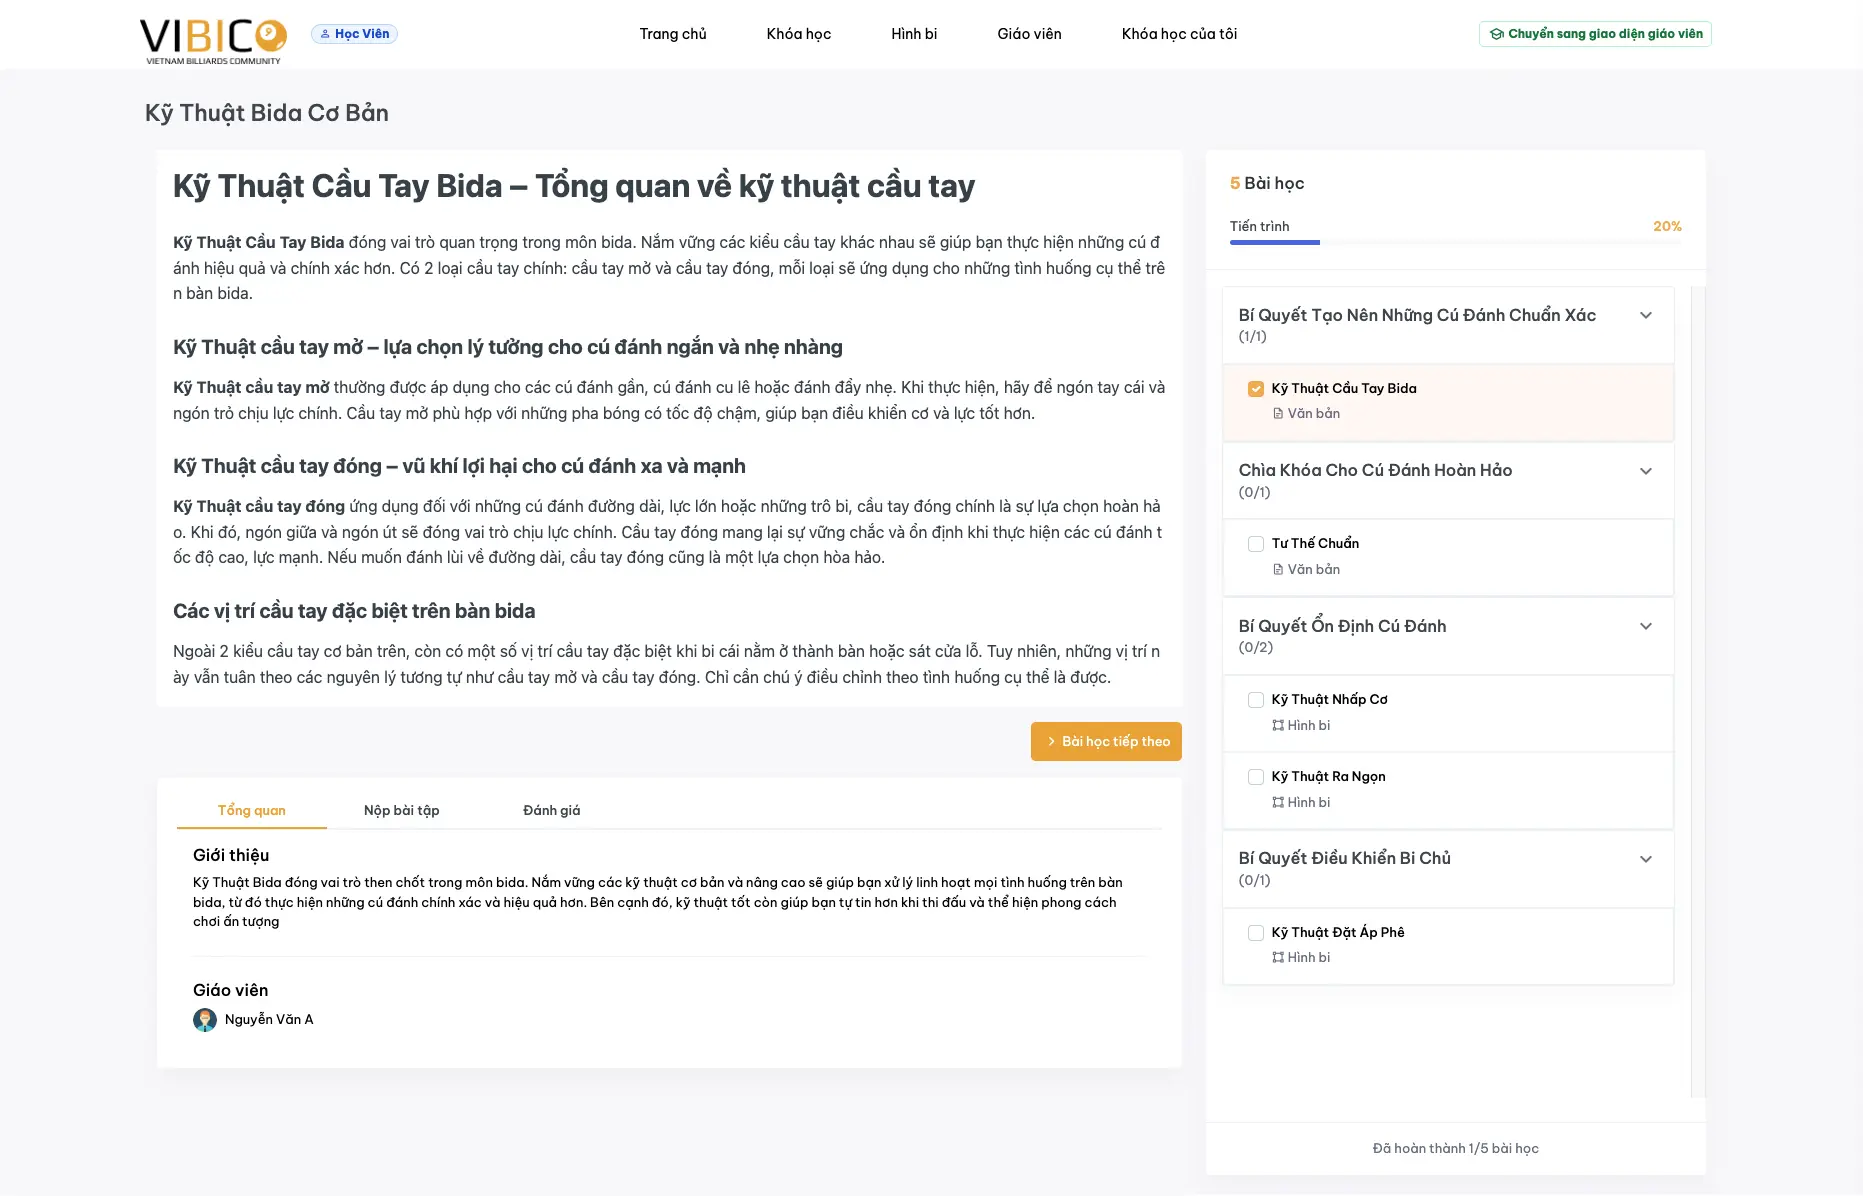 VIBICO
VIETNAM BILLIARDS COMMUNITY
Học Viên
Trang chủ
Khóa học
Hình bi
Giáo viên
Khóa học của tôi
Chuyển sang giao diện giáo viên
Kỹ Thuật Bida Cơ Bản
Kỹ Thuật Cầu Tay Bida – Tổng quan về kỹ thuật cầu tay
Kỹ Thuật Cầu Tay Bida đóng vai trò quan trọng trong môn bida. Nắm vững các kiểu cầu tay khác nhau sẽ giúp bạn thực hiện những cú đ
ánh hiệu quả và chính xác hơn. Có 2 loại cầu tay chính: cầu tay mở và cầu tay đóng, mỗi loại sẽ ứng dụng cho những tình huống cụ thể trê
n bàn bida.
Kỹ Thuật cầu tay mở – lựa chọn lý tưởng cho cú đánh ngắn và nhẹ nhàng
Kỹ Thuật cầu tay mở thường được áp dụng cho các cú đánh gần, cú đánh cu lê hoặc đánh đẩy nhẹ. Khi thực hiện, hãy để ngón tay cái và
ngón trỏ chịu lực chính. Cầu tay mở phù hợp với những pha bóng có tốc độ chậm, giúp bạn điều khiển cơ và lực tốt hơn.
Kỹ Thuật cầu tay đóng – vũ khí lợi hại cho cú đánh xa và mạnh
Kỹ Thuật cầu tay đóng ứng dụng đối với những cú đánh đường dài, lực lớn hoặc những trô bi, cầu tay đóng chính là sự lựa chọn hoàn hả
o. Khi đó, ngón giữa và ngón út sẽ đóng vai trò chịu lực chính. Cầu tay đóng mang lại sự vững chắc và ổn định khi thực hiện các cú đánh t
ốc độ cao, lực mạnh. Nếu muốn đánh lùi về đường dài, cầu tay đóng cũng là một lựa chọn hòa hảo.
Các vị trí cầu tay đặc biệt trên bàn bida
Ngoài 2 kiểu cầu tay cơ bản trên, còn có một số vị trí cầu tay đặc biệt khi bi cái nằm ở thành bàn hoặc sát cửa lỗ. Tuy nhiên, những vị trí n
ày vẫn tuân theo các nguyên lý tương tự như cầu tay mở và cầu tay đóng. Chỉ cần chú ý điều chỉnh theo tình huống cụ thể là được.
Bài học tiếp theo
Tổng quan
Nộp bài tập
Đánh giá
Giới thiệu
Kỹ Thuật Bida đóng vai trò then chốt trong môn bida. Nắm vững các kỹ thuật cơ bản và nâng cao sẽ giúp bạn xử lý linh hoạt mọi tình huống trên bàn
bida, từ đó thực hiện những cú đánh chính xác và hiệu quả hơn. Bên cạnh đó, kỹ thuật tốt còn giúp bạn tự tin hơn khi thi đấu và thể hiện phong cách
chơi ấn tượng
Giáo viên
Nguyễn Văn A
5 Bài học
Tiến trình
20%
Bí Quyết Tạo Nên Những Cú Đánh Chuẩn Xác
(1/1)
Kỹ Thuật Cầu Tay Bida
Văn bản
Chìa Khóa Cho Cú Đánh Hoàn Hảo
(0/1)
Tư Thế Chuẩn
Văn bản
Bí Quyết Ổn Định Cú Đánh
(0/2)
Kỹ Thuật Nhấp Cơ
Hình bi
Kỹ Thuật Ra Ngọn
Hình bi
Bí Quyết Điều Khiển Bi Chủ
(0/1)
Kỹ Thuật Đặt Áp Phê
Hình bi
Đã hoàn thành 1/5 bài học